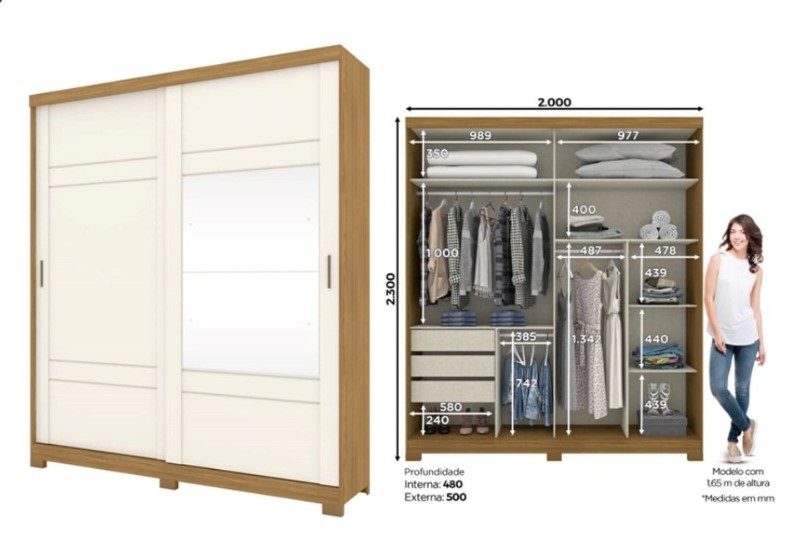 2.000
989
977
350
400
1.000
487
478
2.300
439
385
1.342
440
742
580
439
240
Profundidade
Interna: 480
Externa: 500
Modelo com
1,65 m de altura
*Medidas em mm